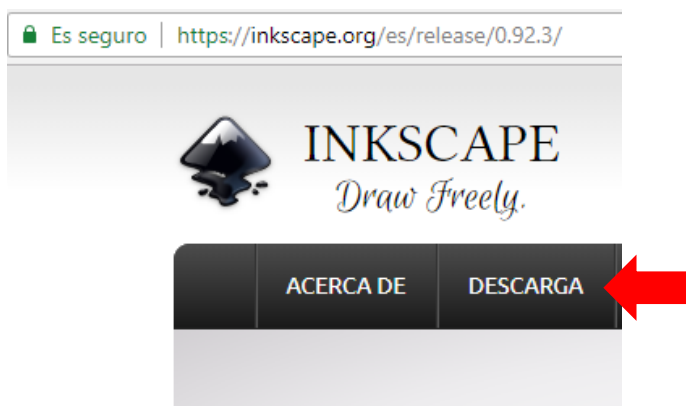 Es seguro | https://inkscape.org/es/release/0.92.3/
INKSCAPE
Draw Freely.
ACERCA DE DESCARGA